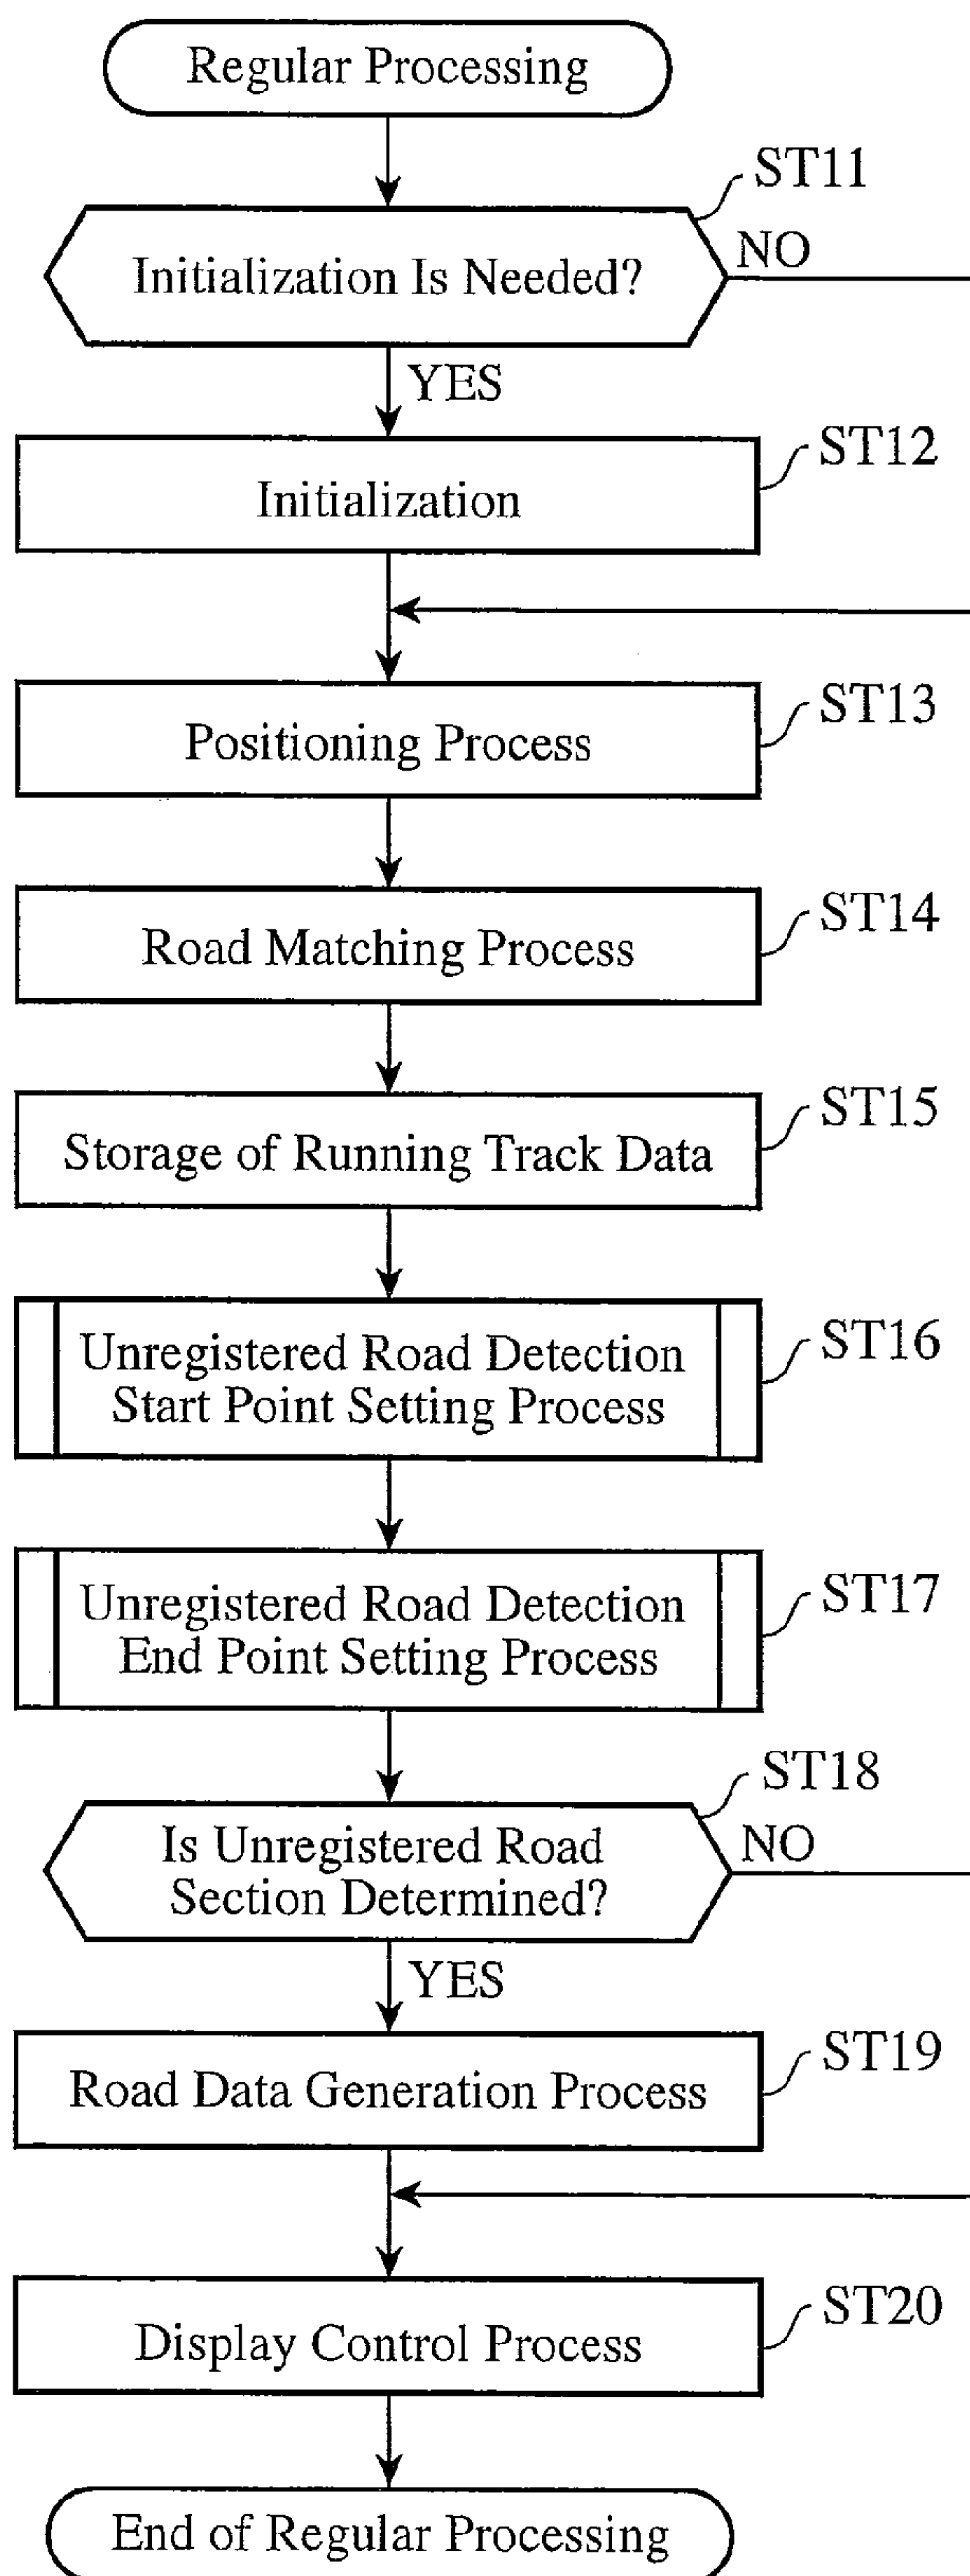 Regular Processing
ST11
Initialization Is Needed?
NO
YES
ST12
Initialization
ST13
Positioning Process
ST14
Road Matching Process
ST15
Storage of Running Track Data
ST16
Unregistered Road Detection
Start Point Setting Process
ST17
Unregistered Road Detection
End Point Setting Process
ST18
Is Unregistered Road
Section Determined?
NO
YES
ST19
Road Data Generation Process
ST20
Display Control Process
End of Regular Processing